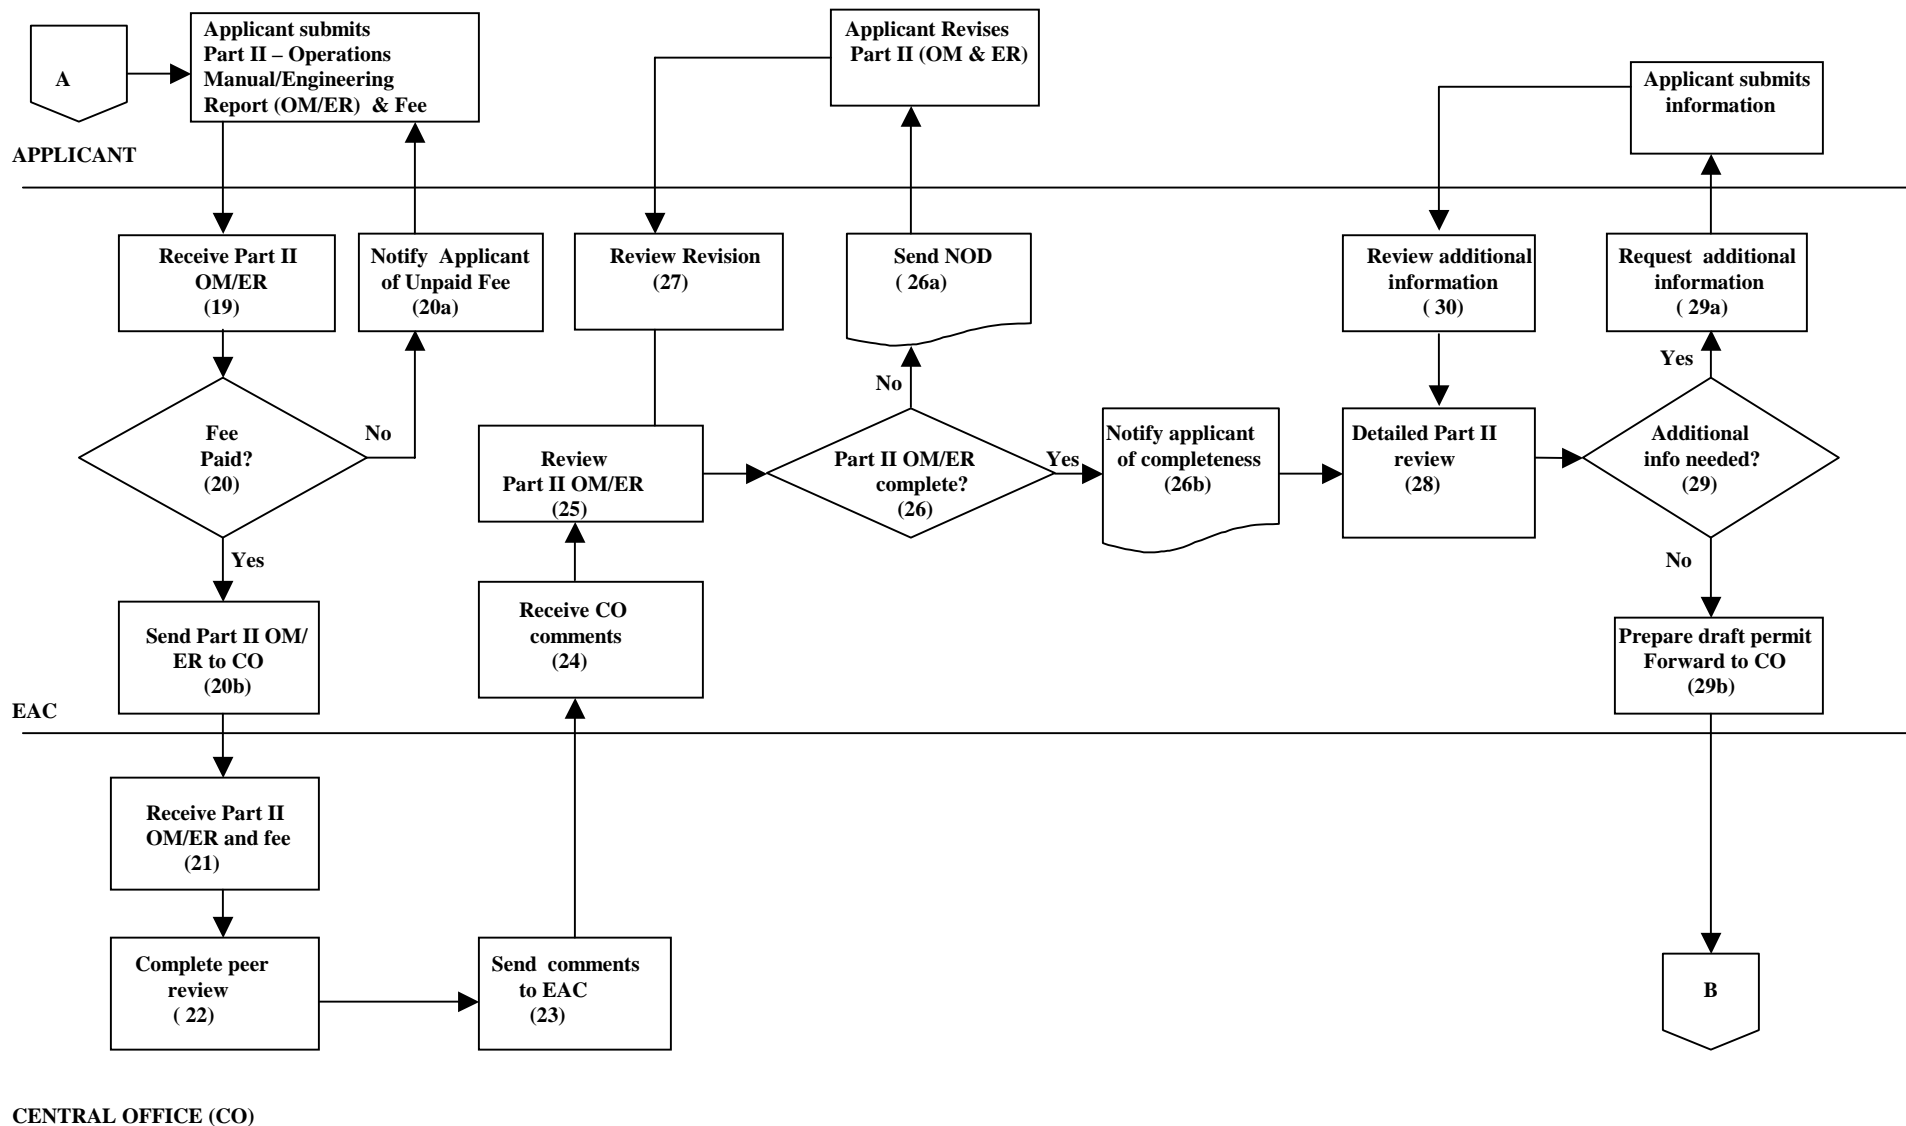 A
Applicant submits
Part II – Operations
Manual/Engineering
Report (OM/ER) & Fee
Applicant Revises
Part II (OM & ER)
Applicant submits
information
APPLICANT
Receive Part II
OM/ER
(19)
Notify Applicant
of Unpaid Fee
(20a)
Review Revision
(27)
Send NOD
( 26a)
Review additional
information
( 30)
Request additional
information
( 29a)
Yes
No
Fee
Paid?
(20)
No
Review
Part II OM/ER
(25)
Part II OM/ER
complete?
(26)
Yes
Notify applicant
of completeness
(26b)
Detailed Part II
review
(28)
Additional
info needed?
(29)
Yes
No
Send Part II OM/
ER to CO
(20b)
Receive CO
comments
(24)
Prepare draft permit
Forward to CO
(29b)
EAC
Receive Part II
OM/ER and fee
(21)
Complete peer
review
( 22)
Send comments
to EAC
(23)
B
CENTRAL OFFICE (CO)